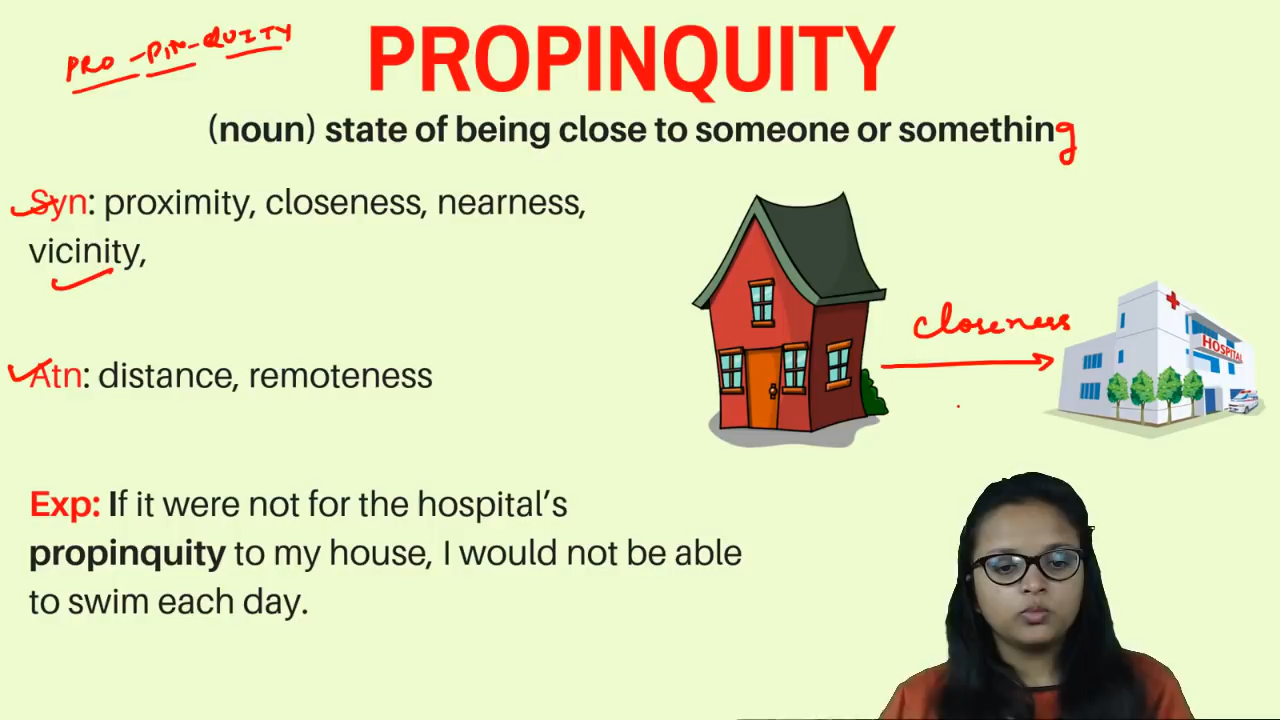 PRO-PIN-QUITY
PROPINQUITY
(noun) state of being close to someone or something
Syn: proximity, closeness, nearness,
vicinity,
closeness
HOSPITAL
Atn: distance, remoteness
Exp: If it were not for the hospital’s
propinquity to my house, I would not be able
to swim each day.